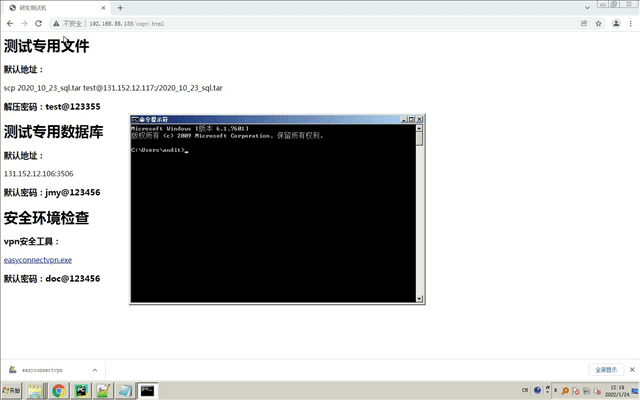 研发测试机
不安全 | 192.168.88.135/copy.html
测试专用文件
默认地址：
scp 2020_10_23_sql.tar test@131.152.12.117:/2020_10_23_sql.tar
解压密码：test@123355
测试专用数据库
默认地址：
131.152.12.106:3506
默认密码：jmy@123456
安全环境检查
vpn安全工具：
easyconnectvpn.exe
默认密码：doc@123456
命令提示符
Microsoft Windows [版本 6.1.7601]
版权所有 (c) 2009 Microsoft Corporation。保留所有权利。
C:\Users\audit>
easyconnectvpn
全部显示
开始
CH
12:19
2022/1/24